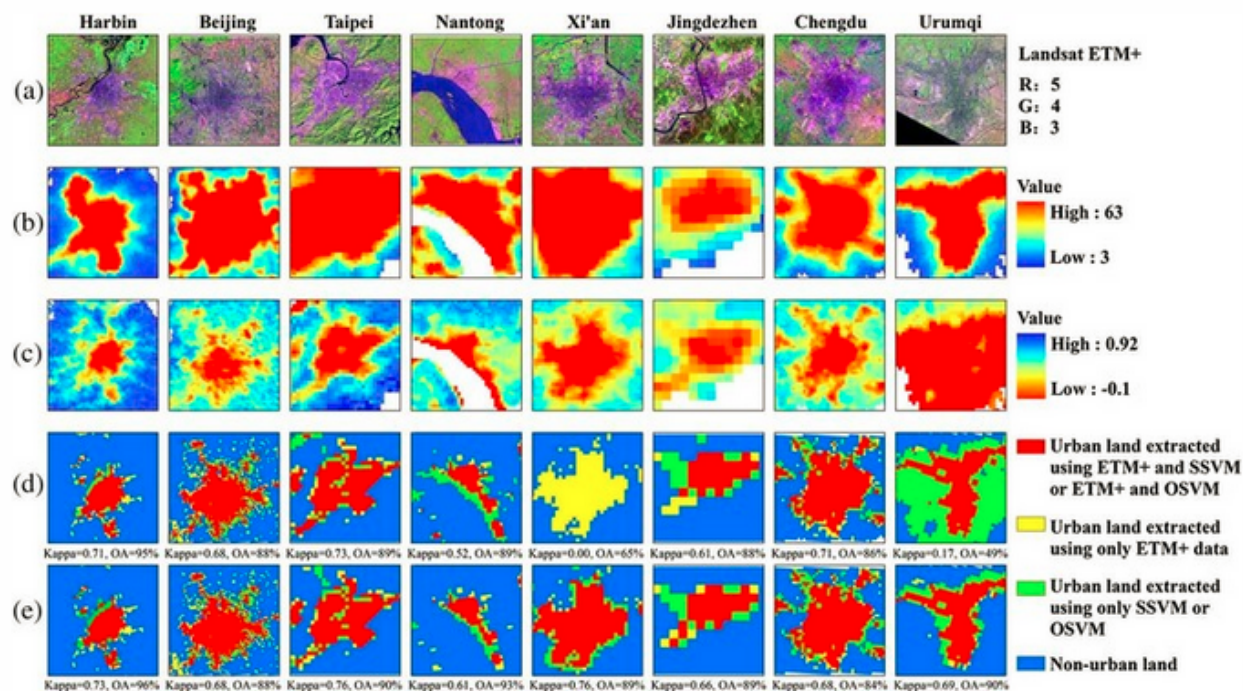 Harbin Beijing Taipei Nantong Xi'an Jingdezhen Chengdu Urumqi
(a)
Landsat ETM+
R: 5
G: 4
B: 3
(b)
Value
High : 63
Low : 3
(c)
Value
High : 0.92
Low : -0.1
(d)
Kappa=0.71, OA=95% Kappa=0.68, OA=88% Kappa=0.73, OA=89% Kappa=0.52, OA=89% Kappa=0.00, OA=65% Kappa=0.61, OA=88% Kappa=0.71, OA=86% Kappa=0.17, OA=49%
(e)
Kappa=0.73, OA=96% Kappa=0.68, OA=88% Kappa=0.76, OA=90% Kappa=0.61, OA=93% Kappa=0.76, OA=89% Kappa=0.66, OA=89% Kappa=0.68, OA=84% Kappa=0.69, OA=90%
Urban land extracted
using ETM+ and SSVM
or ETM+ and OSVM
Urban land extracted
using only ETM+ data
Urban land extracted
using only SSVM or
OSVM
Non-urban land